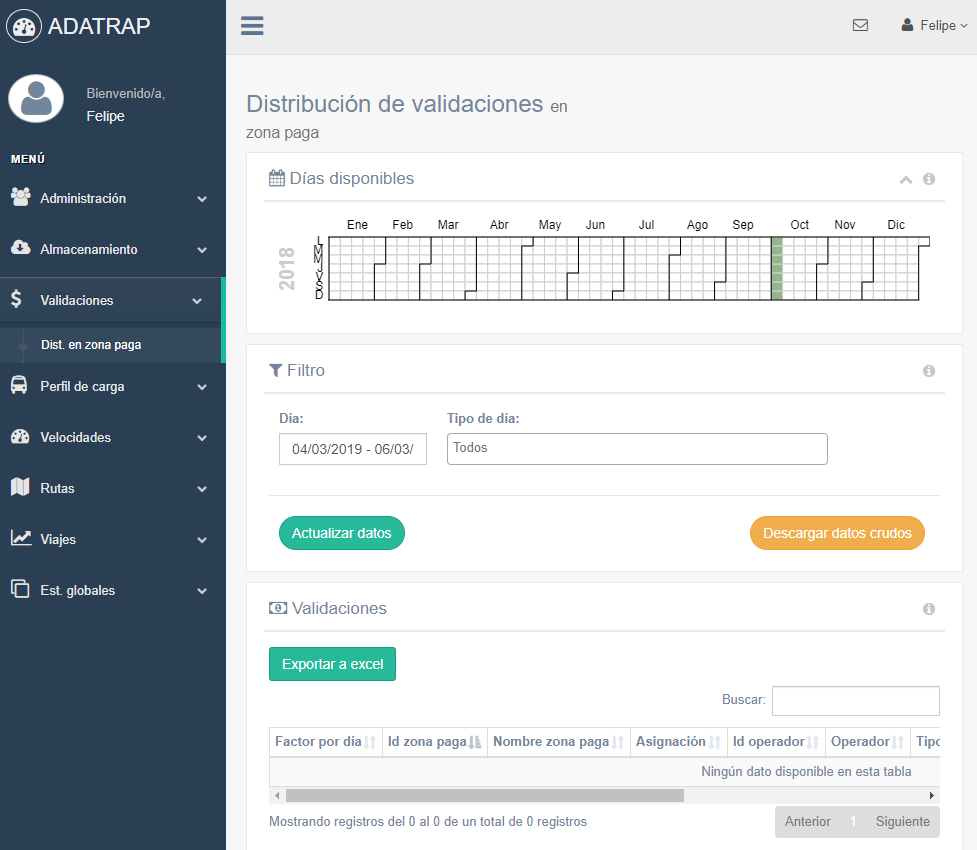 ADATRAP
Felipe
Bienvenido/a,
Felipe
MENÚ
Administración
Almacenamiento
Validaciones
Dist. en zona paga
Perfil de carga
Velocidades
Rutas
Viajes
Est. globales
Distribución de validaciones en
zona paga
Días disponibles
Ene Feb Mar Abr May Jun Jul Ago Sep Oct Nov Dic
2018
L
M
M
J
V
S
D
Filtro
Día: Tipo de día:
04/03/2019 - 06/03/ Todos
Actualizar datos Descargar datos crudos
Validaciones
Exportar a excel
Buscar:
Factor por día Id zona paga Nombre zona paga Asignación Id operador Operador Tipo
Ningún dato disponible en esta tabla
Mostrando registros del 0 al 0 de un total de 0 registros
Anterior 1 Siguiente